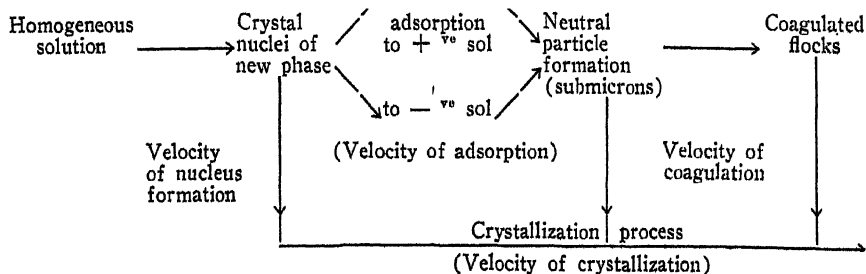 Homogeneous
solution
Crystal
nuclei of
new phase
adsorption
to + ve sol
to — ve sol
(Velocity of adsorption)
Neutral
particle
formation
(submicrons)
Coagulated
flocks
Velocity
of nucleus
formation
Velocity of
coagulation
Crystallization process
(Velocity of crystallization)